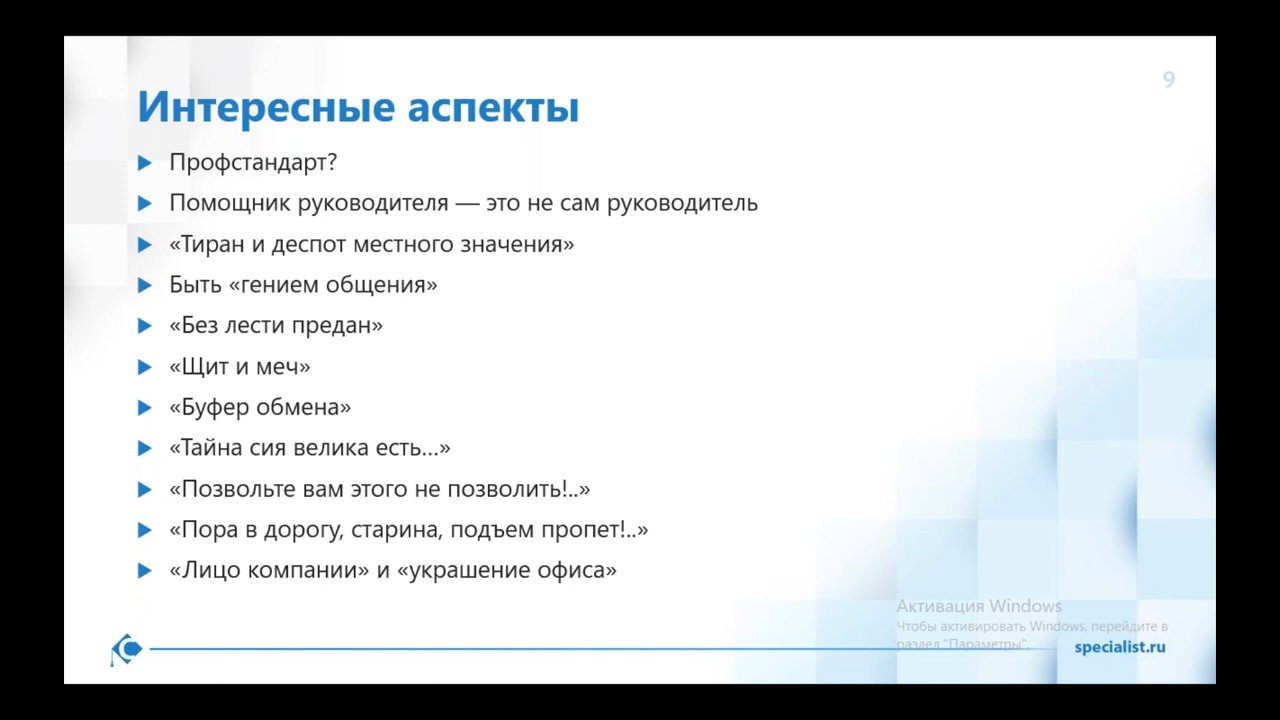 9
Интересные аспекты
Профстандарт?
Помощник руководителя — это не сам руководитель
«Тиран и деспот местного значения»
Быть «гением общения»
«Без лести предан»
«Щит и меч»
«Буфер обмена»
«Тайна сия велика есть...»
«Позвольте вам этого не позволить!..»
«Пора в дорогу, старина, подъем пропет!..»
«Лицо компании» и «украшение офиса»
Активация Windows
Чтобы активировать Windows, перейдите в
раздел "Параметры".
specialist.ru